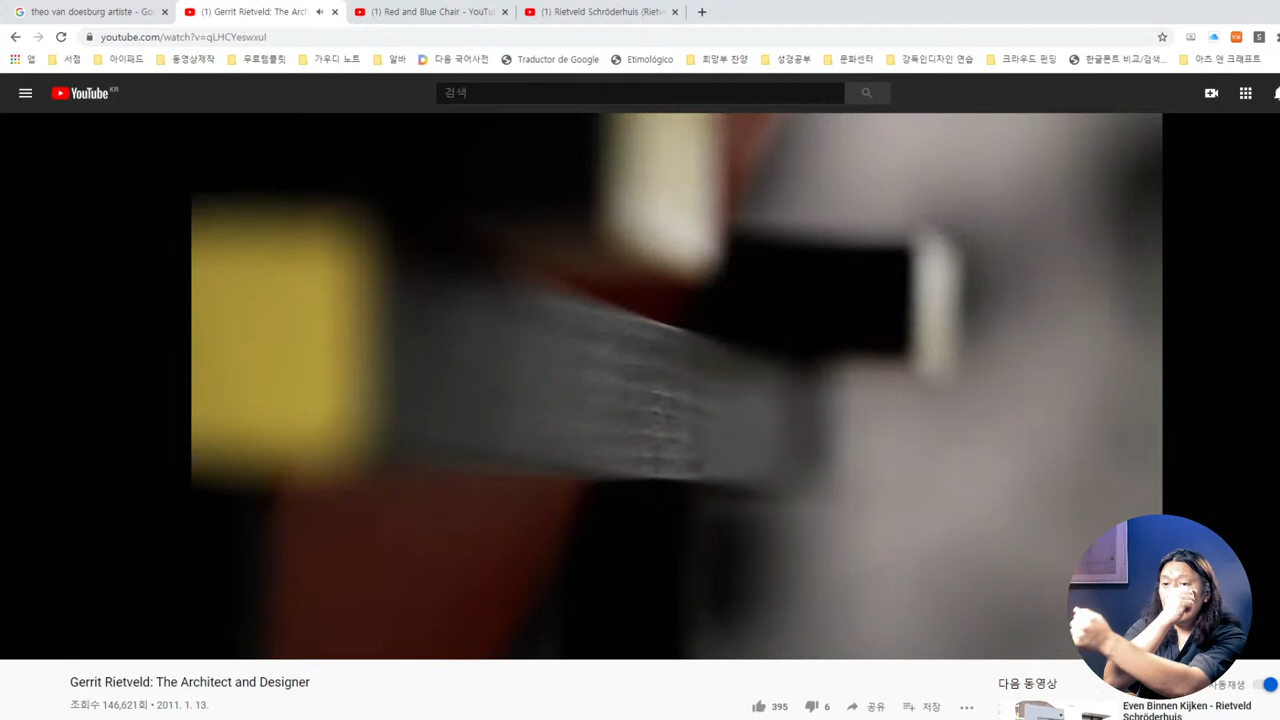 theo van doesburg artiste - Go
(1) Gerrit Rietveld: The Arch
(1) Red and Blue Chair - YouTu
(1) Rietveld Schröderhuis (Rietv
youtube.com/watch?v=qLHCYeswxuI
앱 서점 아이패드 동영상제작 무료템플릿 가우디 노트 알바 다음 국어사전 Traductor de Google Etimológico 희망부 찬양 성경공부 문화센터 강독인디자인 연습 크라우드 펀딩 한글폰트 비교/검색... 아츠 앤 크래프트
YouTube KR
검색
Gerrit Rietveld: The Architect and Designer
조회수 146,621회 • 2011. 1. 13.
395 6 공유 저장
다음 동영상
자동재생
Even Binnen Kijken - Rietveld
Schröderhuis